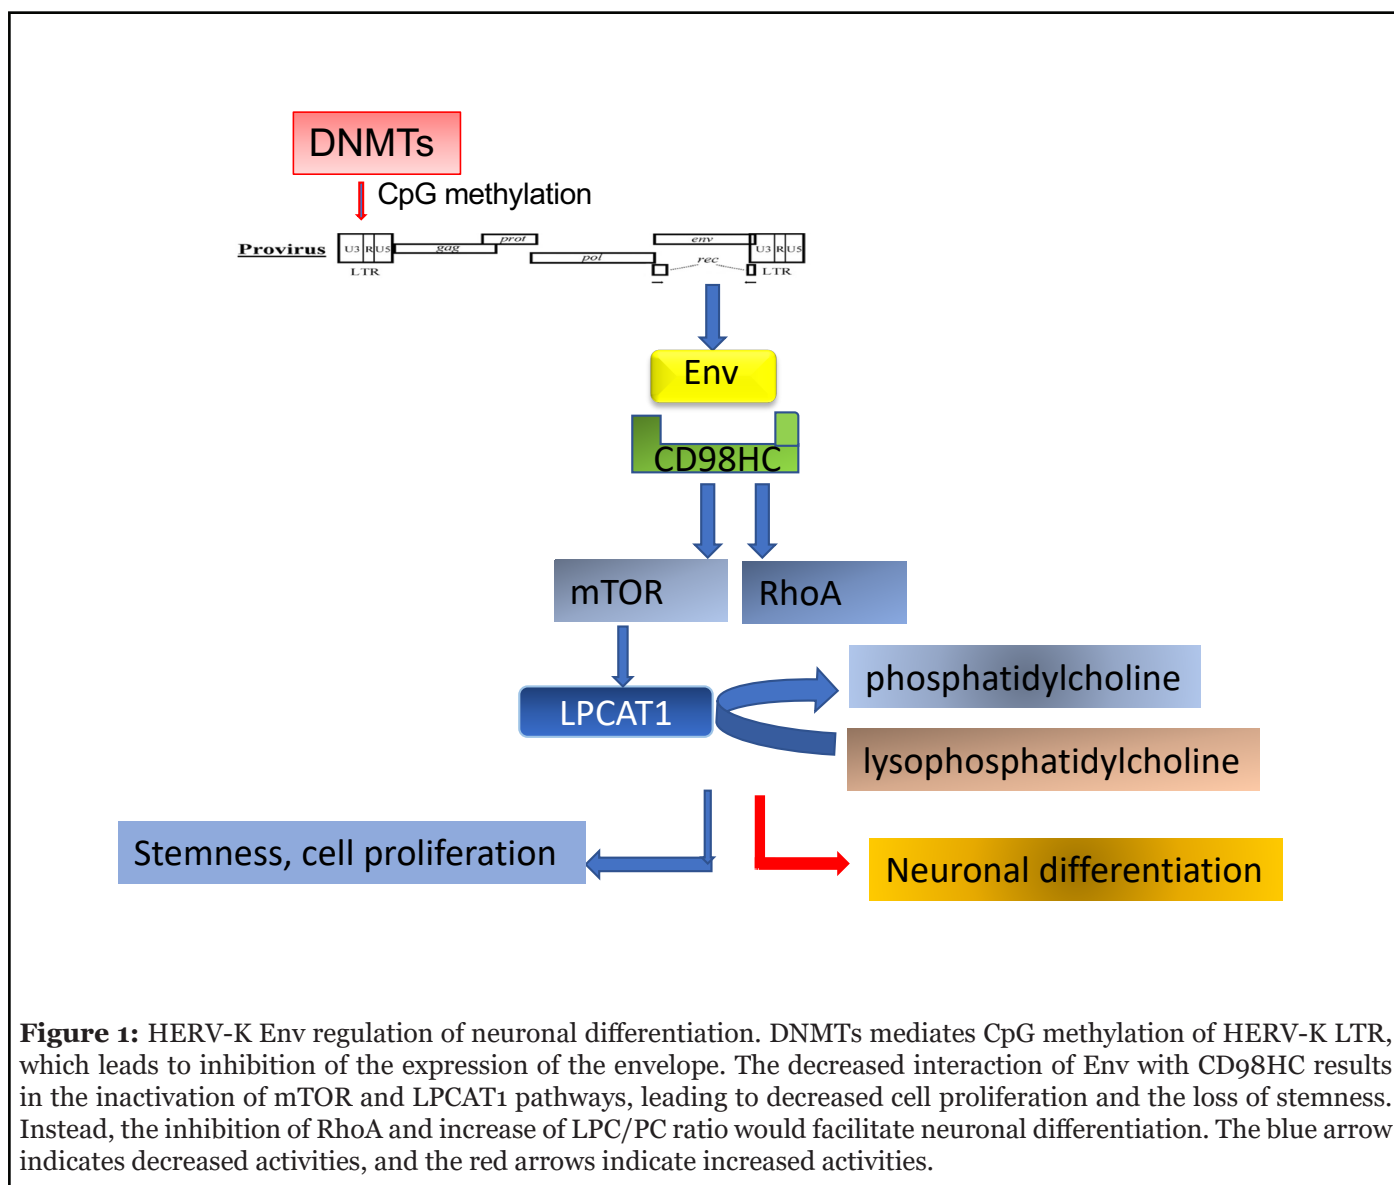 DNMTs
CpG methylation
Provirus
U3 R U5
gag
prot
pol
env
rec
U3 R U5
LTR
LTR
Env
CD98HC
mTOR
RhoA
LPCAT1
phosphatidylcholine
lysophosphatidylcholine
Stemness, cell proliferation
Neuronal differentiation
Figure 1: HERV-K Env regulation of neuronal differentiation. DNMTs mediates CpG methylation of HERV-K LTR,
which leads to inhibition of the expression of the envelope. The decreased interaction of Env with CD98HC results
in the inactivation of mTOR and LPCAT1 pathways, leading to decreased cell proliferation and the loss of stemness.
Instead, the inhibition of RhoA and increase of LPC/PC ratio would facilitate neuronal differentiation. The blue arrow
indicates decreased activities, and the red arrows indicate increased activities.